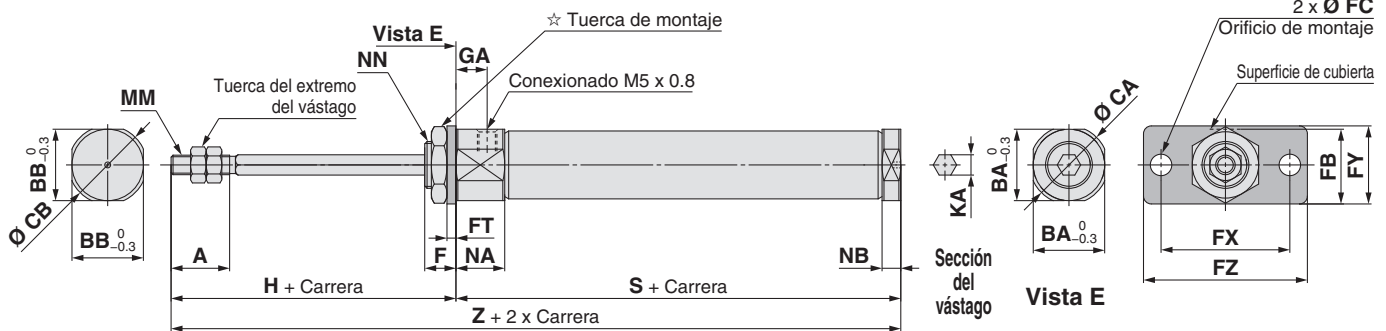 ☆ Tuerca de montaje
2 x Ø FC
Orificio de montaje
Vista E
GA
NN
Conexionado M5 x 0.8
Superficie de cubierta
Tuerca del extremo
del vástago
MM
Ø CA
BB 0 -0.3
BA 0 -0.3
KA
FB
FY
Ø CB
BB 0 -0.3
A
F
FT
NA
NB
BA 0 -0.3
FX
FZ
H + Carrera
S + Carrera
Sección
del
vástago
Vista E
Z + 2 x Carrera